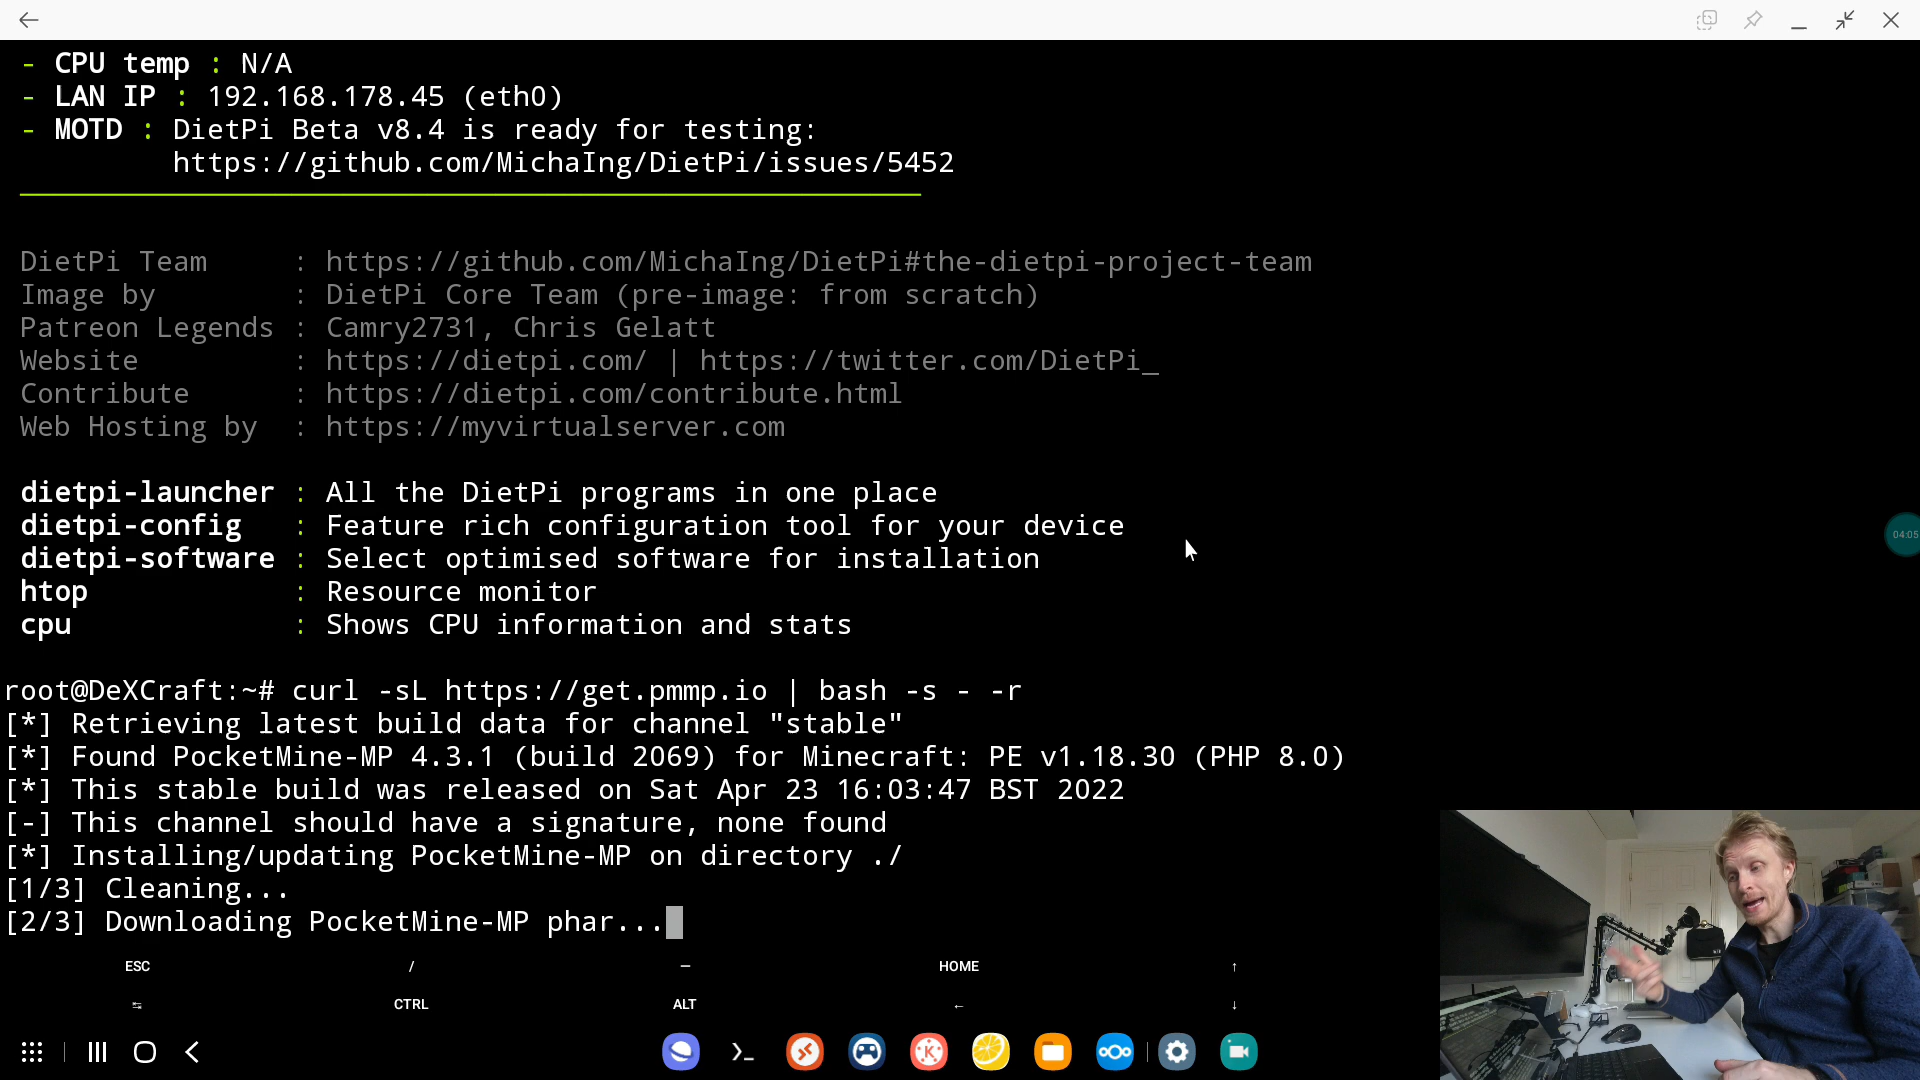 - CPU temp : N/A
- LAN IP : 192.168.178.45 (eth0)
- MOTD : DietPi Beta v8.4 is ready for testing:
https://github.com/MichaIng/DietPi/issues/5452
DietPi Team : https://github.com/MichaIng/DietPi#the-dietpi-project-team
Image by : DietPi Core Team (pre-image: from scratch)
Patreon Legends : Camry2731, Chris Gelatt
Website : https://dietpi.com/ | https://twitter.com/DietPi_
Contribute : https://dietpi.com/contribute.html
Web Hosting by : https://myvirtualserver.com
dietpi-launcher : All the DietPi programs in one place
dietpi-config : Feature rich configuration tool for your device
dietpi-software : Select optimised software for installation
htop : Resource monitor
cpu : Shows CPU information and stats
04:05
root@DeXCraft:~# curl -sL https://get.pmmp.io | bash -s - -r
[*] Retrieving latest build data for channel "stable"
[*] Found PocketMine-MP 4.3.1 (build 2069) for Minecraft: PE v1.18.30 (PHP 8.0)
[*] This stable build was released on Sat Apr 23 16:03:47 BST 2022
[-] This channel should have a signature, none found
[*] Installing/updating PocketMine-MP on directory ./
[1/3] Cleaning...
[2/3] Downloading PocketMine-MP phar...
ESC / — HOME ↑
⇆ CTRL ALT ← ↓